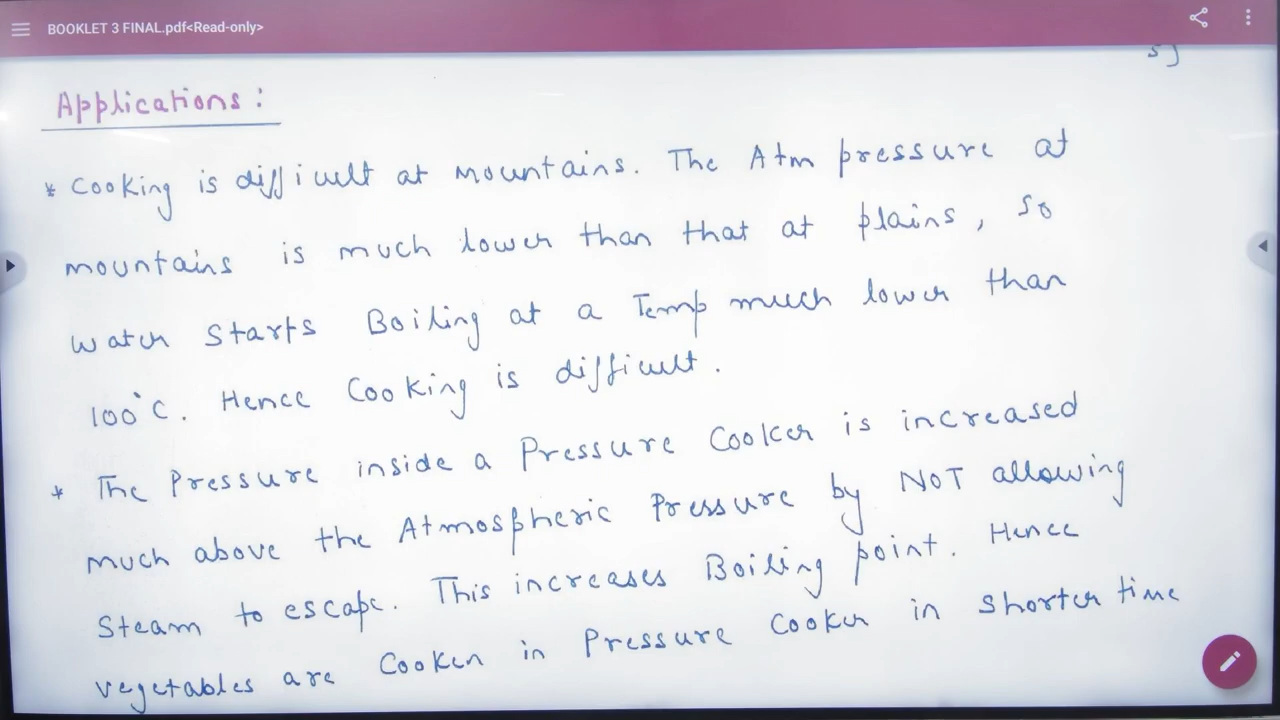 BOOKLET 3 FINAL.pdf<Read-only>
Applications:
* Cooking is difficult at mountains. The Atm pressure at
mountains is much lower than that at plains, so
water starts Boiling at a Temp much lower than
100°C. Hence Cooking is difficult.
* The Pressure inside a Pressure Cooker is increased
much above the Atmospheric Pressure by NOT allowing
Steam to escape. This increases Boiling point. Hence
vegetables are Cooken in Pressure Cooker in shorter time